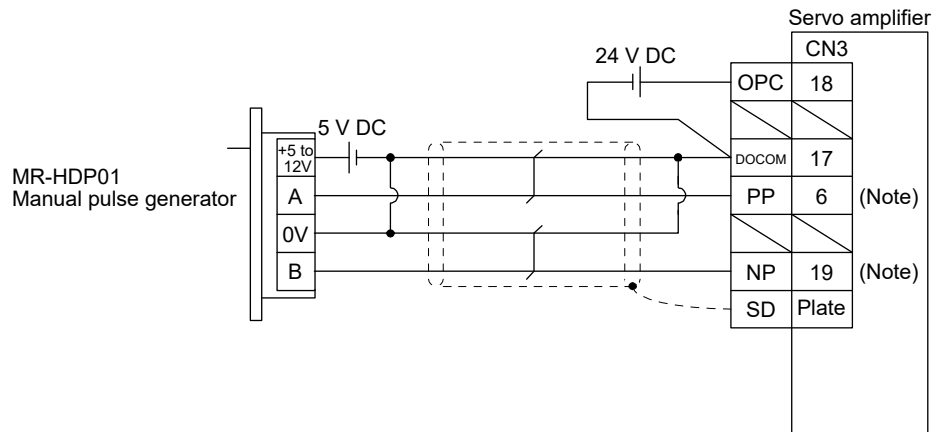 Servo amplifier
CN3
24 V DC
OPC 18
5 V DC
+5 to
12V
DOCOM 17
MR-HDP01
Manual pulse generator
A
PP 6 (Note)
0V
B
NP 19 (Note)
SD Plate